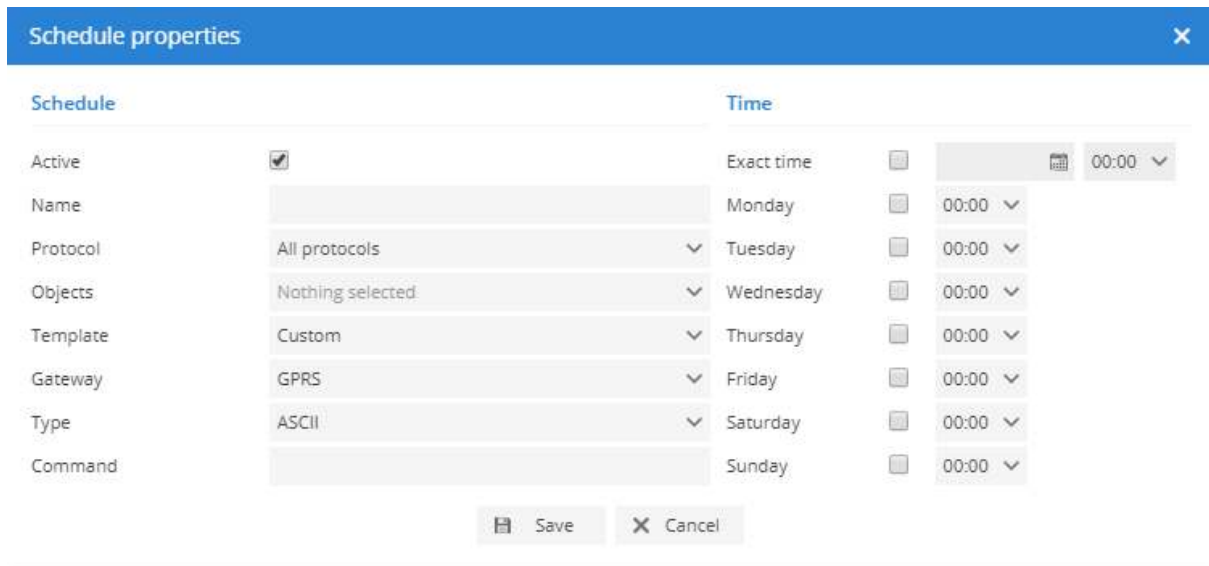 Schedule properties
Schedule
Time
Active
Exact time 00:00
Name
Monday 00:00
Protocol All protocols
Tuesday 00:00
Objects Nothing selected
Wednesday 00:00
Template Custom
Thursday 00:00
Gateway GPRS
Friday 00:00
Type ASCII
Saturday 00:00
Command
Sunday 00:00
Save Cancel